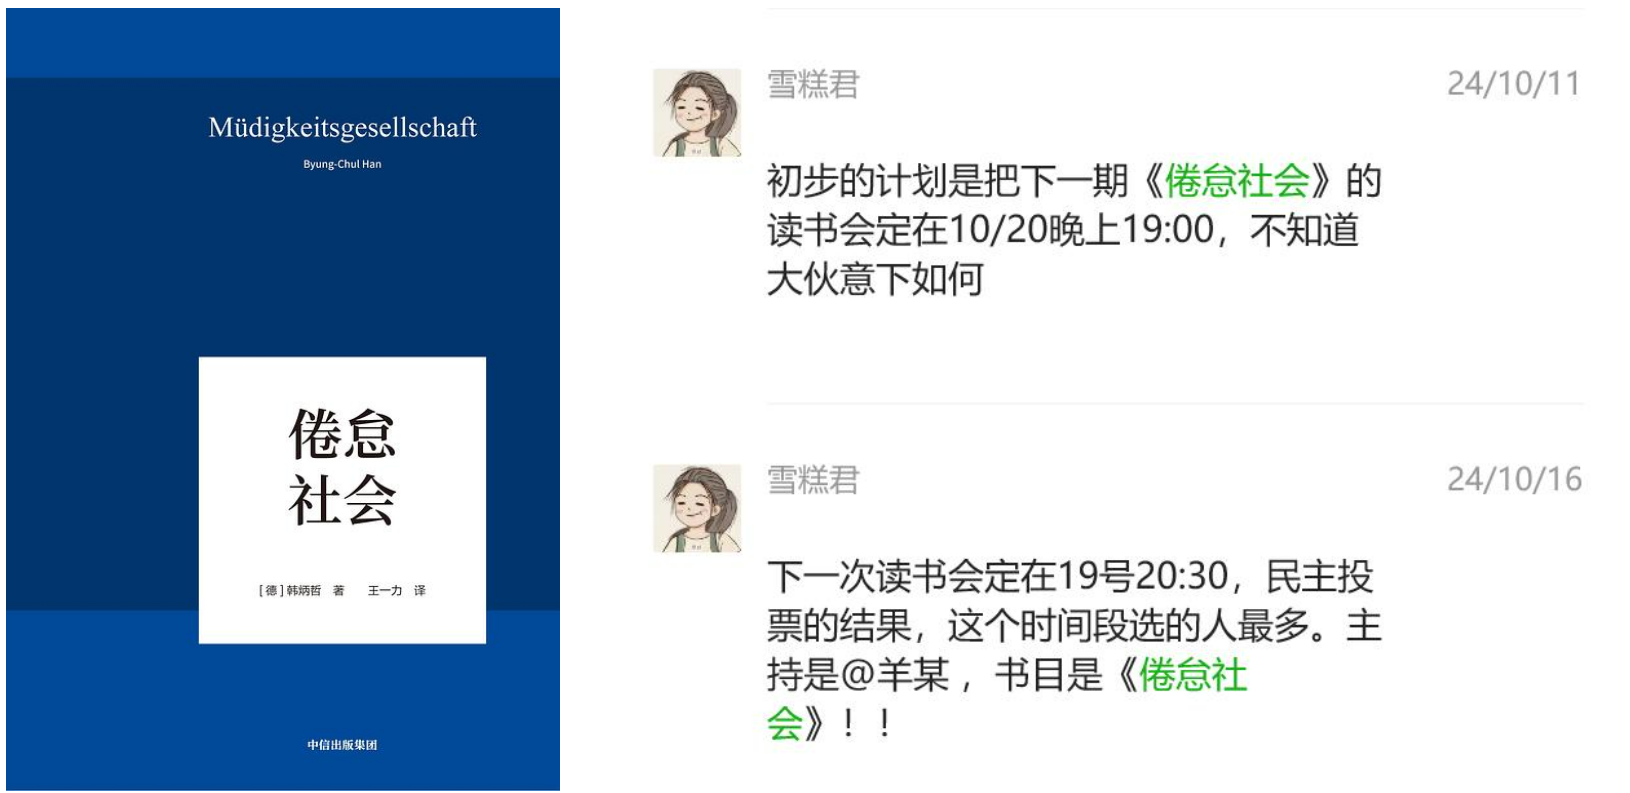 Müdigkeitsgesellschaft
Byung-Chul Han
倦怠
社会
[德]韩炳哲 著 王一力 译
中信出版集团
雪糕君 24/10/11
初步的计划是把下一期《倦怠社会》的
读书会定在10/20晚上19:00，不知道
大伙意下如何
雪糕君 24/10/16
下一次读书会定在19号20:30，民主投
票的结果，这个时间段选的人最多。主
持是@羊某 ，书目是《倦怠社
会》！！